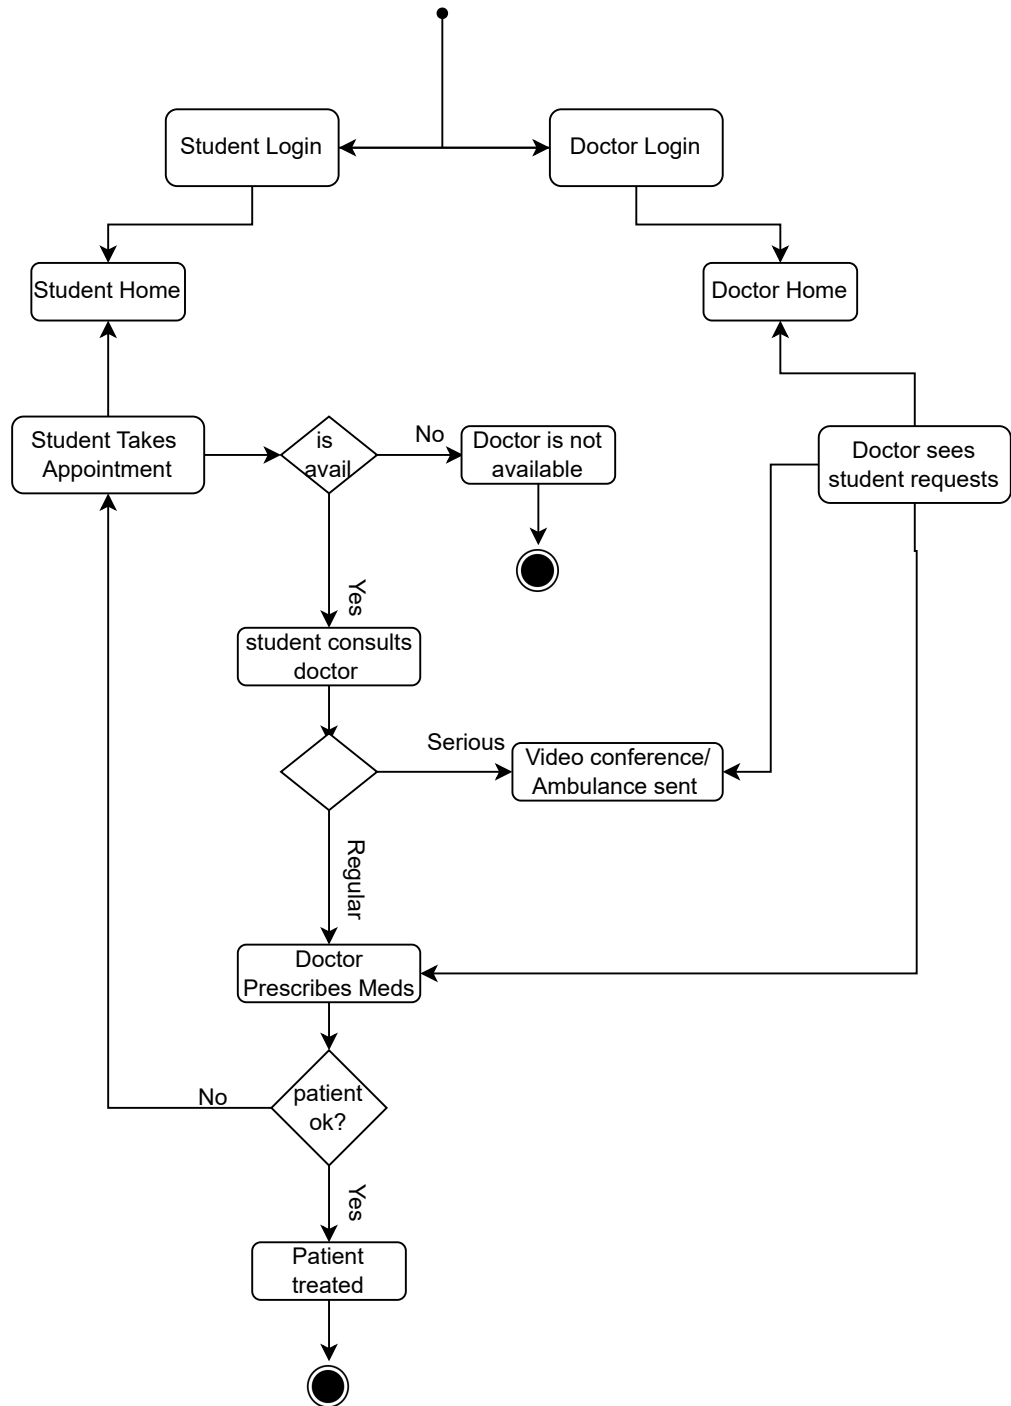 Student Login
Doctor Login
Student Home
Doctor Home
Student Takes
Appointment
is
avail
No
Doctor is not
available
Doctor sees
student requests
Yes
student consults
doctor
Serious
Video conference/
Ambulance sent
Regular
Doctor
Prescribes Meds
patient
ok?
No
Yes
Patient
treated